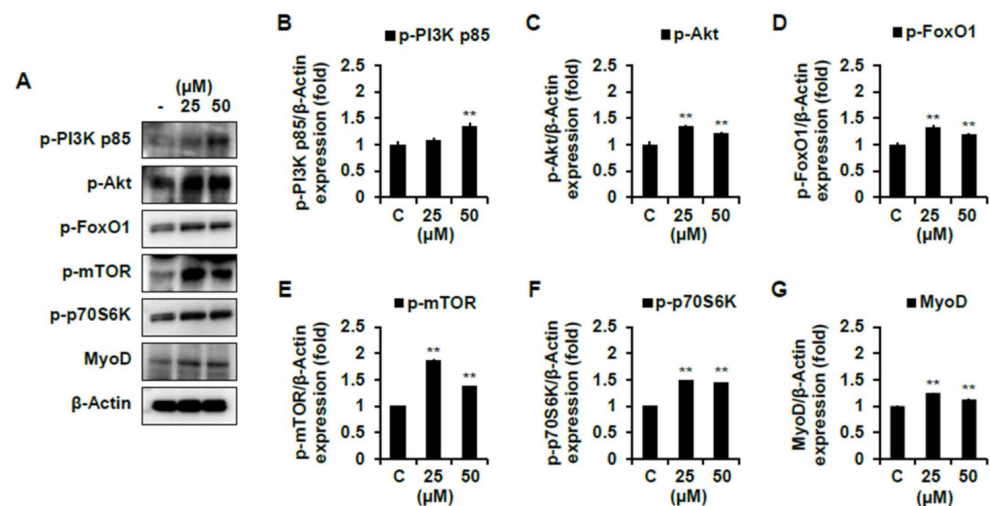 A
(µM)
- 25 50
p-PI3K p85
p-Akt
p-FoxO1
p-mTOR
p-p70S6K
MyoD
β-Actin
B
p-PI3K p85
p-PI3K p85/β-Actin
expression (fold)
2.5
2
1.5
1
0.5
0
**
C 25 50
(µM)
C
p-Akt
p-Akt/β-Actin
expression (fold)
2.5
2
1.5
1
0.5
0
** **
C 25 50
(µM)
D
p-FoxO1
p-FoxO1/β-Actin
expression (fold)
2.5
2
1.5
1
0.5
0
** **
C 25 50
(µM)
E
p-mTOR
p-mTOR/β-Actin
expression (fold)
2.5
2
1.5
1
0.5
0
** **
C 25 50
(µM)
F
p-p70S6K
p-p70S6K/β-Actin
expression (fold)
2.5
2
1.5
1
0.5
0
** **
C 25 50
(µM)
G
MyoD
MyoD/β-Actin
expression (fold)
2.5
2
1.5
1
0.5
0
** **
C 25 50
(µM)